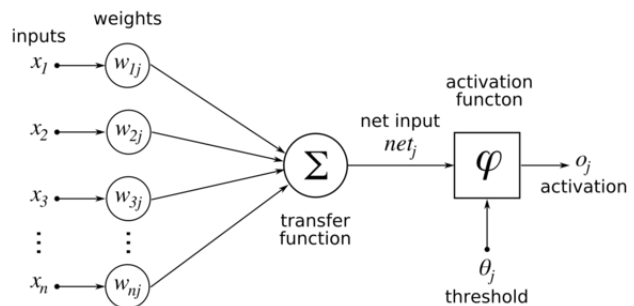 inputs
weights
x1
w1j
x2
w2j
x3
w3j
⋮
⋮
xn
wnj
Σ
transfer
function
net input
netj
activation
functon
φ
oj
activation
θj
threshold